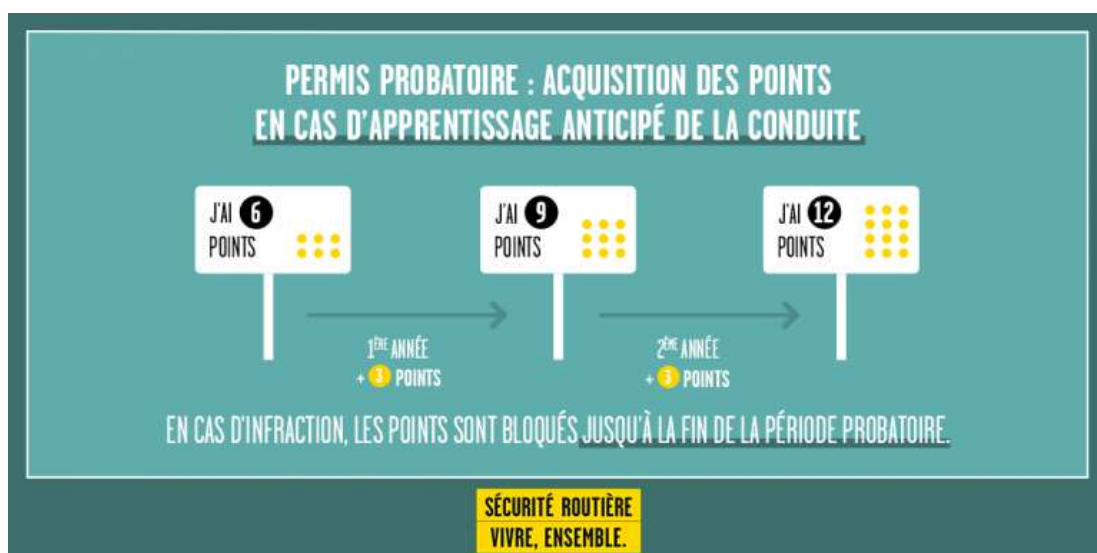 PERMIS PROBATOIRE : ACQUISITION DES POINTS
EN CAS D'APPRENTISSAGE ANTICIPÉ DE LA CONDUITE
J'AI 6
POINTS
J'AI 9
POINTS
J'AI 12
POINTS
1ÈRE ANNÉE
+ 3 POINTS
2ÈME ANNÉE
+ 3 POINTS
EN CAS D'INFRACTION, LES POINTS SONT BLOQUÉS JUSQU'À LA FIN DE LA PÉRIODE PROBATOIRE.
SÉCURITÉ ROUTIÈRE
VIVRE, ENSEMBLE.